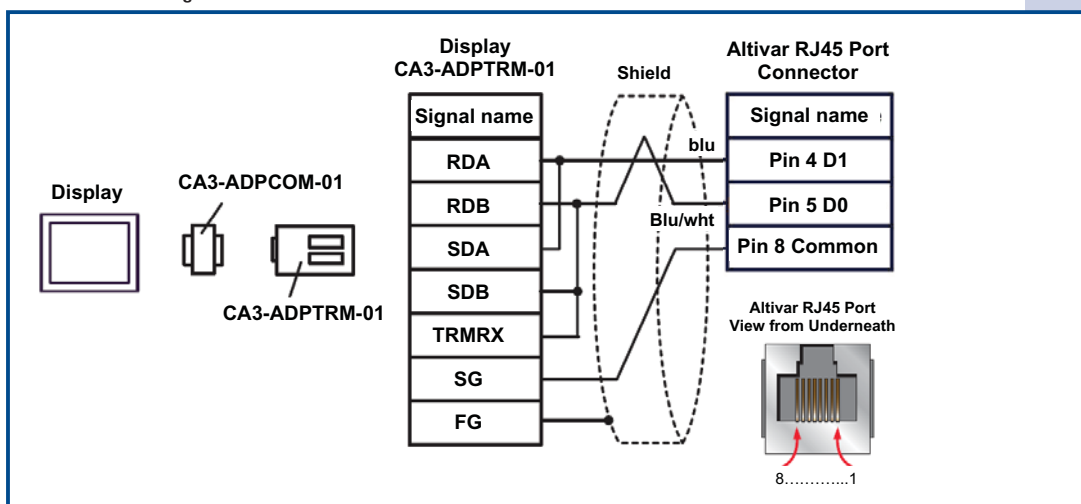 Display
CA3-ADPCOM-01
CA3-ADPTRM-01
Display
CA3-ADPTRM-01
Signal name
RDA
RDB
SDA
SDB
TRMRX
SG
FG
Shield
blu
Blu/wht
Altivar RJ45 Port
Connector
Signal name
Pin 4 D1
Pin 5 D0
Pin 8 Common
Altivar RJ45 Port
View from Underneath
8............1